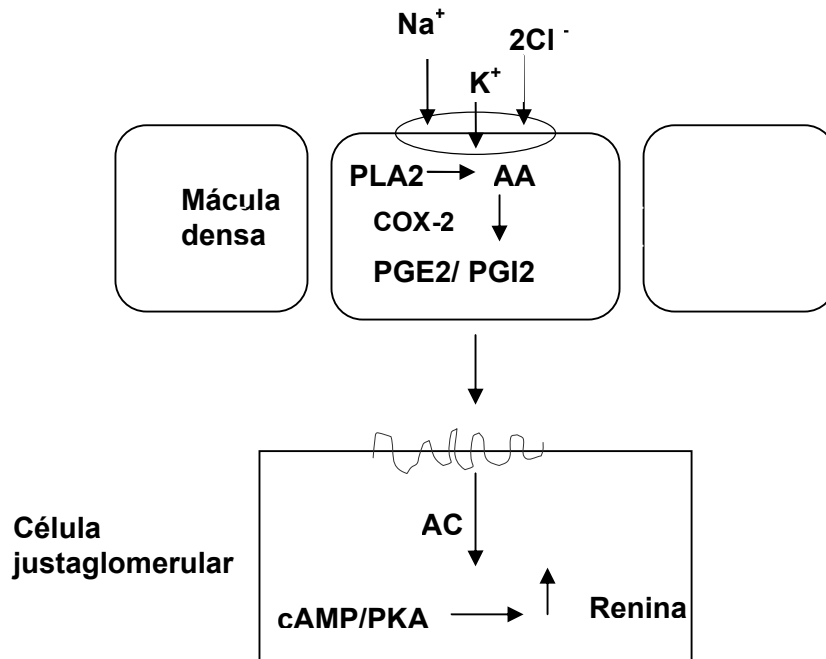 Na⁺
2Cl⁻
K⁺
Mácula
densa
PLA2
AA
COX-2
PGE2/ PGI2
Célula
justaglomerular
AC
cAMP/PKA
Renina